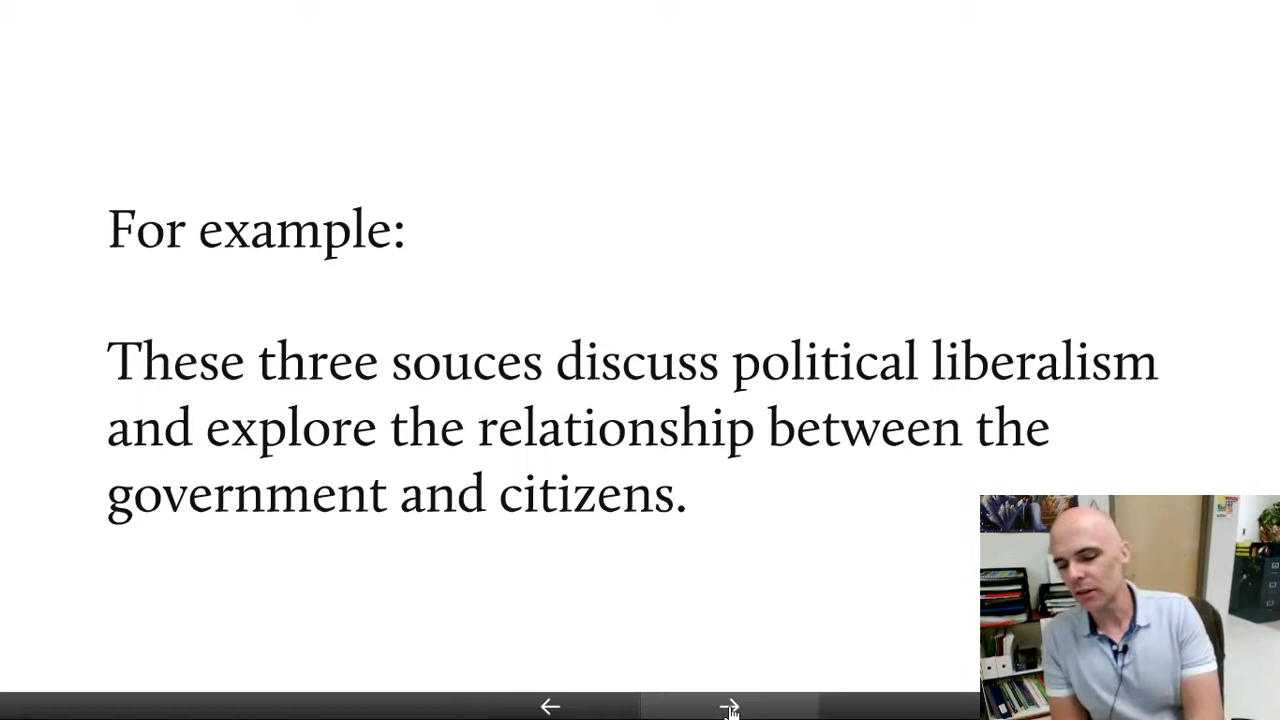 For example:
These three souces discuss political liberalism
and explore the relationship between the
government and citizens.